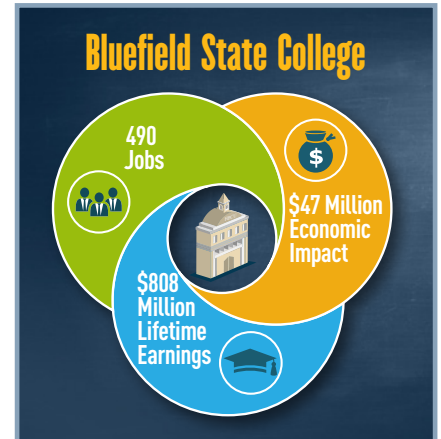 Bluefield State College
490
Jobs
$
$47 Million
Economic
Impact
$808
Million
Lifetime
Earnings